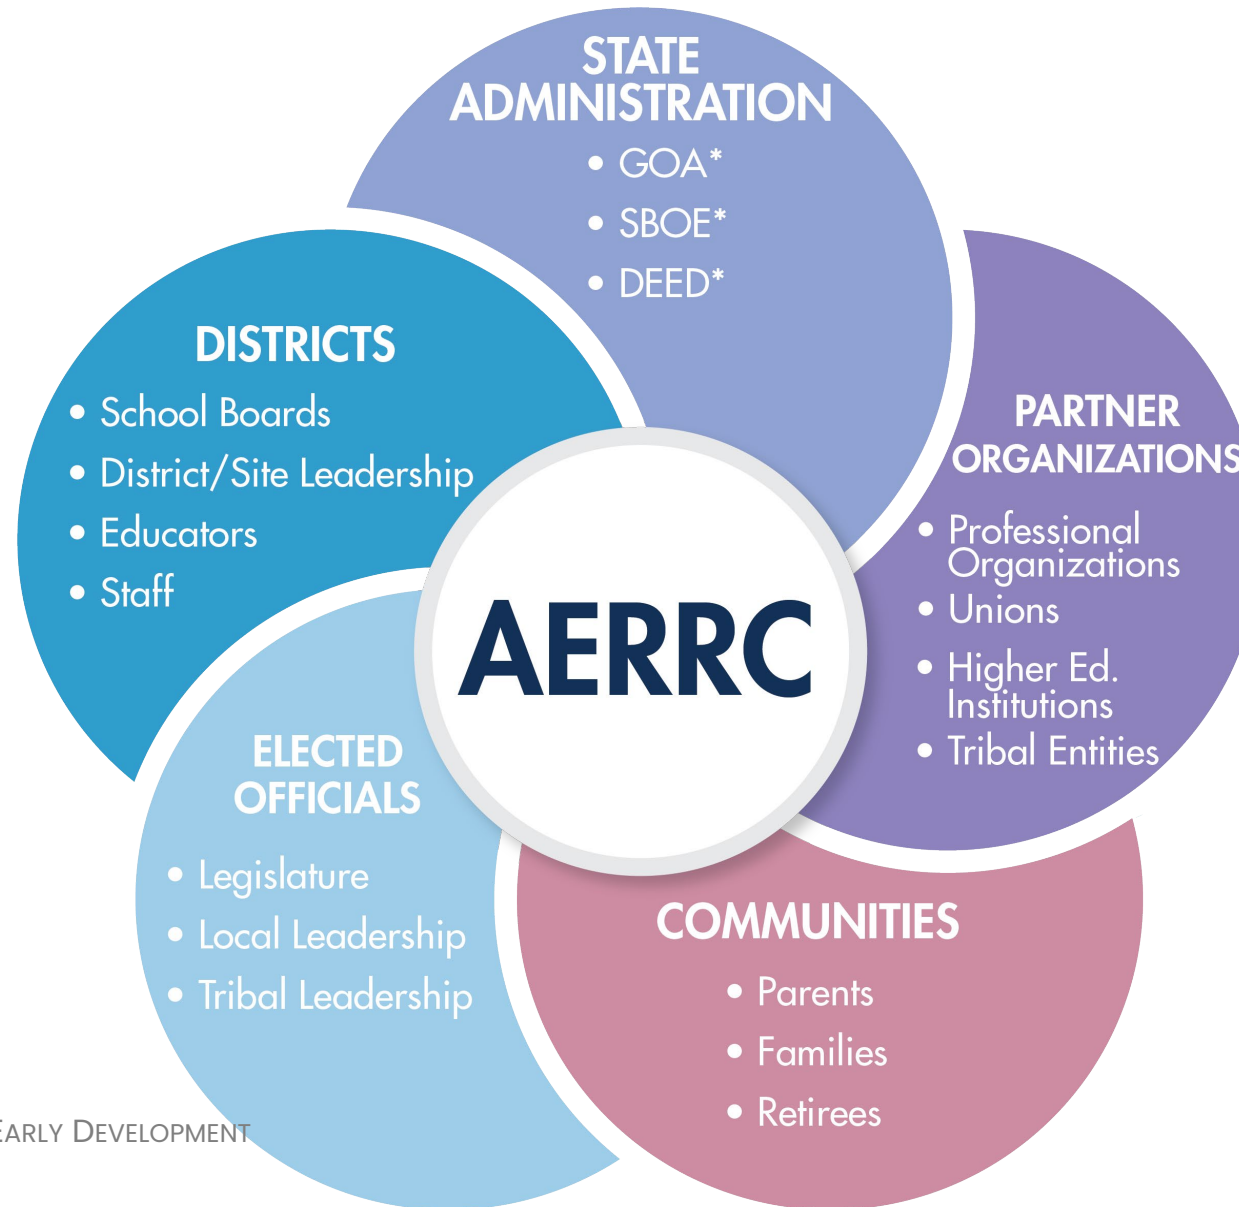 STATE
ADMINISTRATION
• GOA*
• SBOE*
• DEED*
DISTRICTS
• School Boards
• District/Site Leadership
• Educators
• Staff
PARTNER
ORGANIZATIONS
• Professional
Organizations
• Unions
• Higher Ed.
Institutions
• Tribal Entities
AERRC
ELECTED
OFFICIALS
• Legislature
• Local Leadership
• Tribal Leadership
COMMUNITIES
• Parents
• Families
• Retirees
EARLY DEVELOPMENT